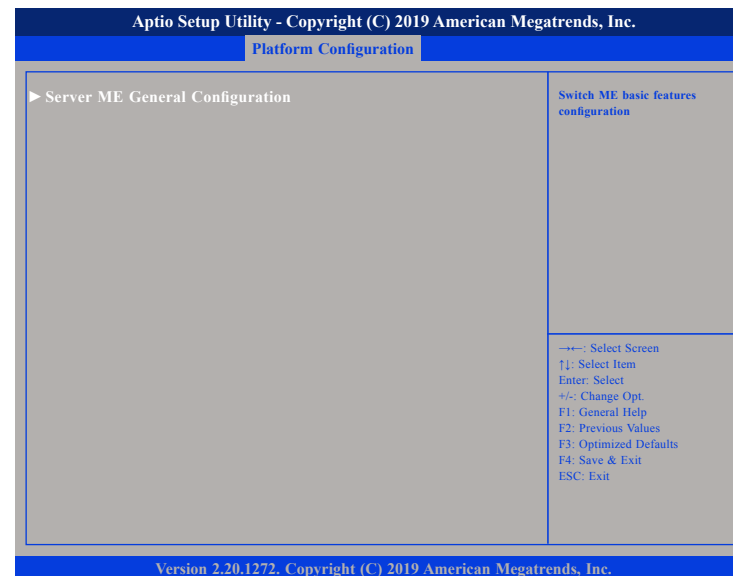 Aptio Setup Utility - Copyright (C) 2019 American Megatrends, Inc.
Platform Configuration
► Server ME General Configuration
Switch ME basic features
configuration
→←: Select Screen
↑↓: Select Item
Enter: Select
+/-: Change Opt.
F1: General Help
F2: Previous Values
F3: Optimized Defaults
F4: Save & Exit
ESC: Exit
Version 2.20.1272. Copyright (C) 2019 American Megatrends, Inc.